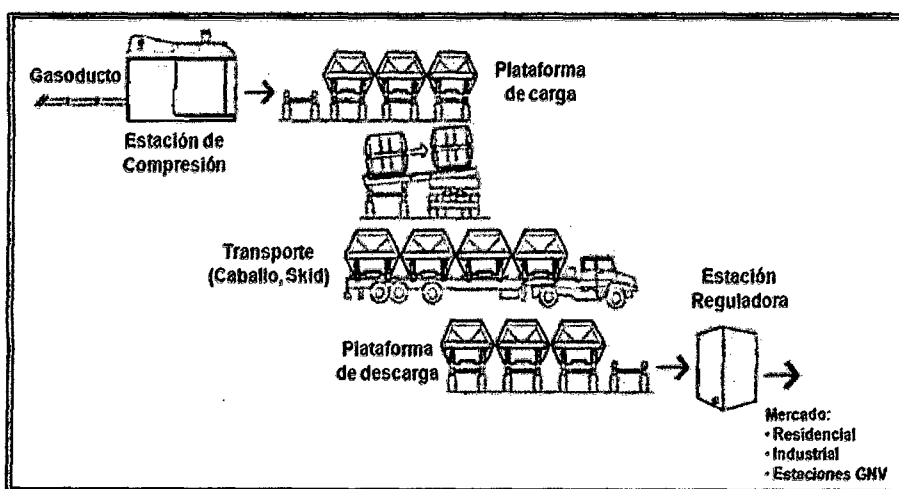 Gasoducto
Estación de
Compresión
Plataforma
de carga
Transporte
(Caballo, Skid)
Estación
Reguladora
Plataforma
de descarga
Mercado:
• Residencial
• Industrial
• Estaciones GNV